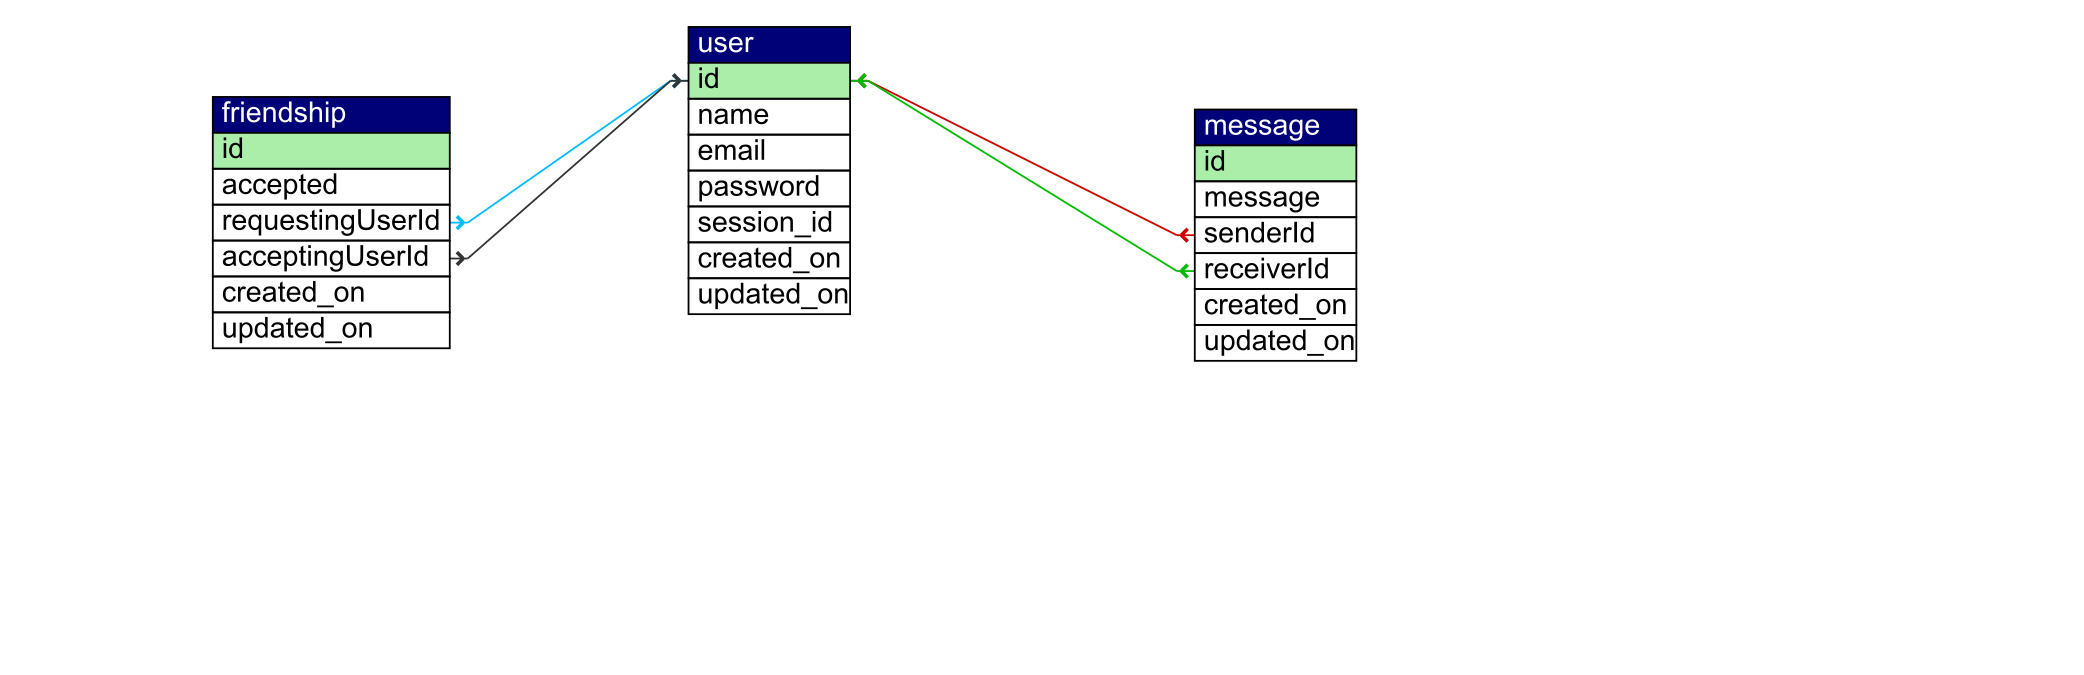 friendship
id
accepted
requestingUserId
acceptingUserId
created_on
updated_on
user
id
name
email
password
session_id
created_on
updated_on
message
id
message
senderId
receiverId
created_on
updated_on